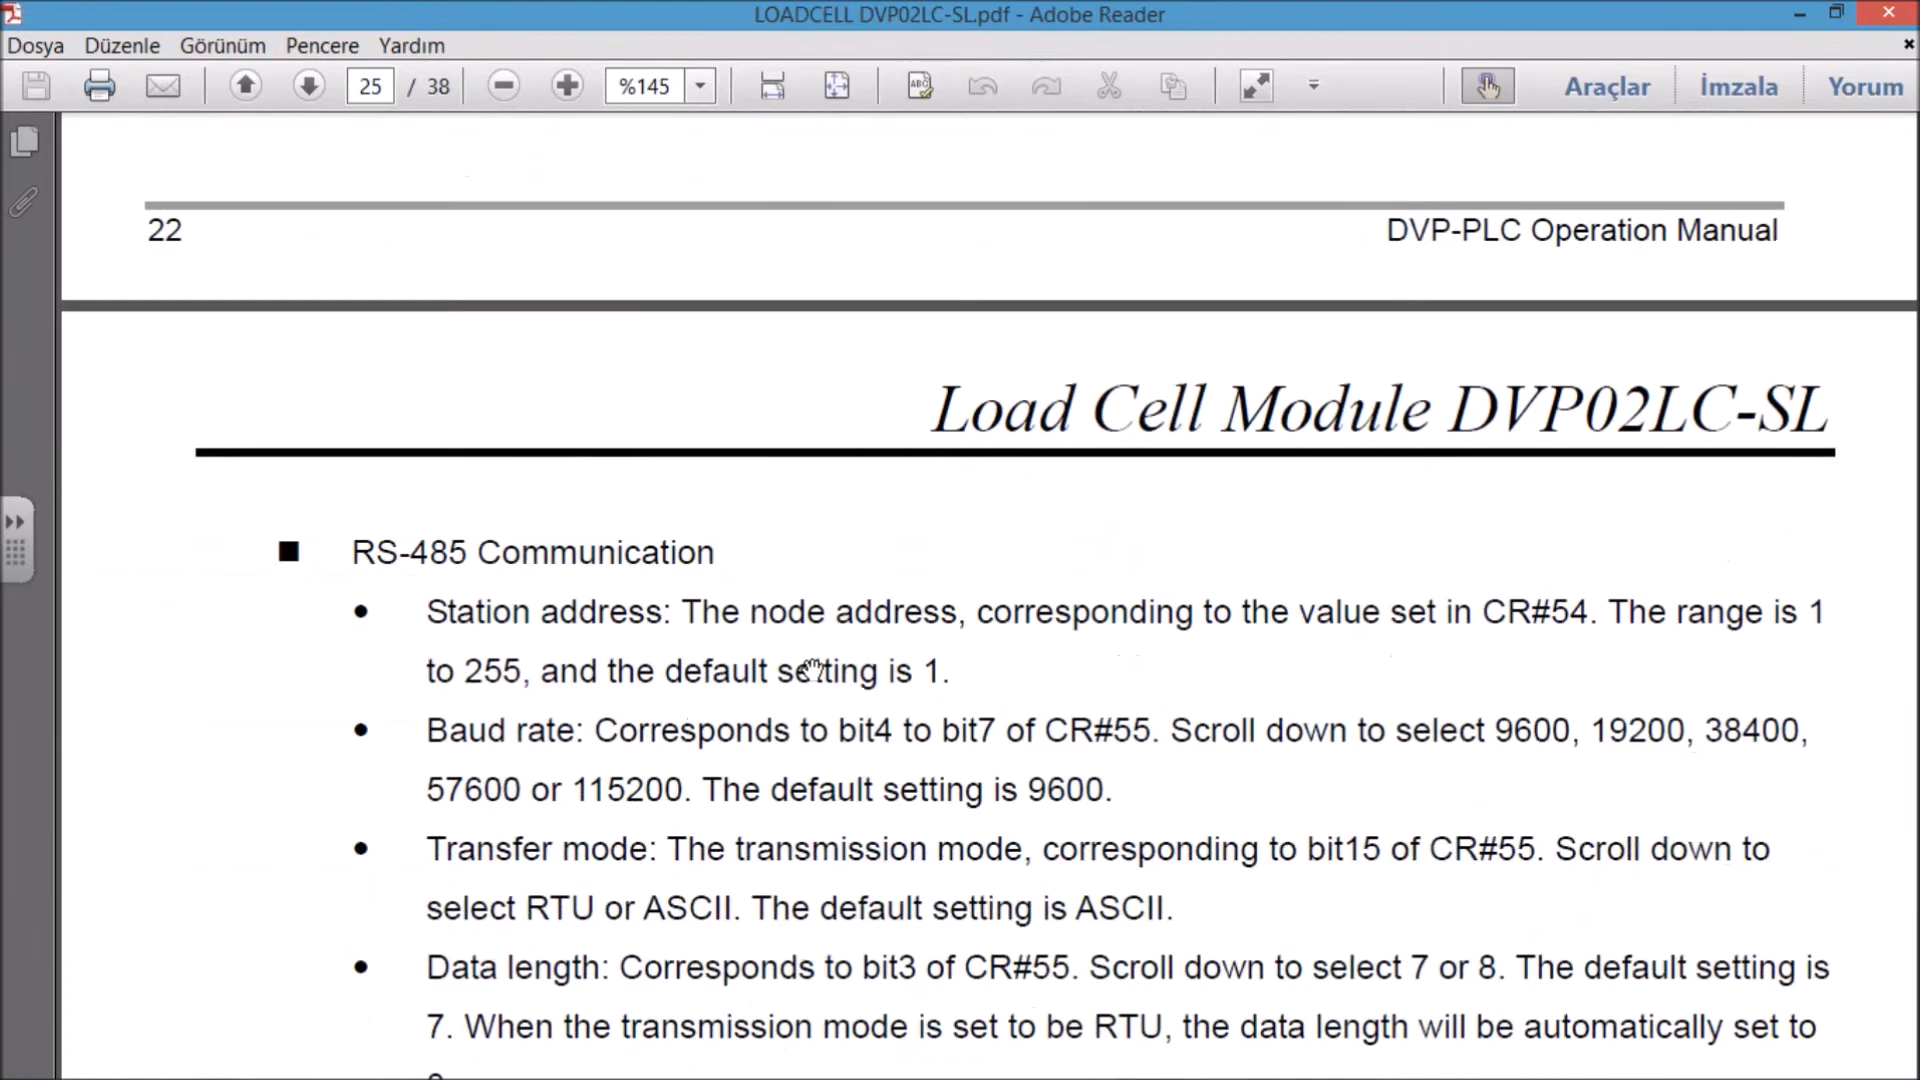 LOADCELL DVP02LC-SL.pdf - Adobe Reader
Dosya Düzenle Görünüm Pencere Yardım
25 / 38 %145 Araçlar İmzala Yorum
22 DVP-PLC Operation Manual
Load Cell Module DVP02LC-SL
■ RS-485 Communication
● Station address: The node address, corresponding to the value set in CR#54. The range is 1
to 255, and the default setting is 1.
● Baud rate: Corresponds to bit4 to bit7 of CR#55. Scroll down to select 9600, 19200, 38400,
57600 or 115200. The default setting is 9600.
● Transfer mode: The transmission mode, corresponding to bit15 of CR#55. Scroll down to
select RTU or ASCII. The default setting is ASCII.
● Data length: Corresponds to bit3 of CR#55. Scroll down to select 7 or 8. The default setting is
7. When the transmission mode is set to be RTU, the data length will be automatically set to